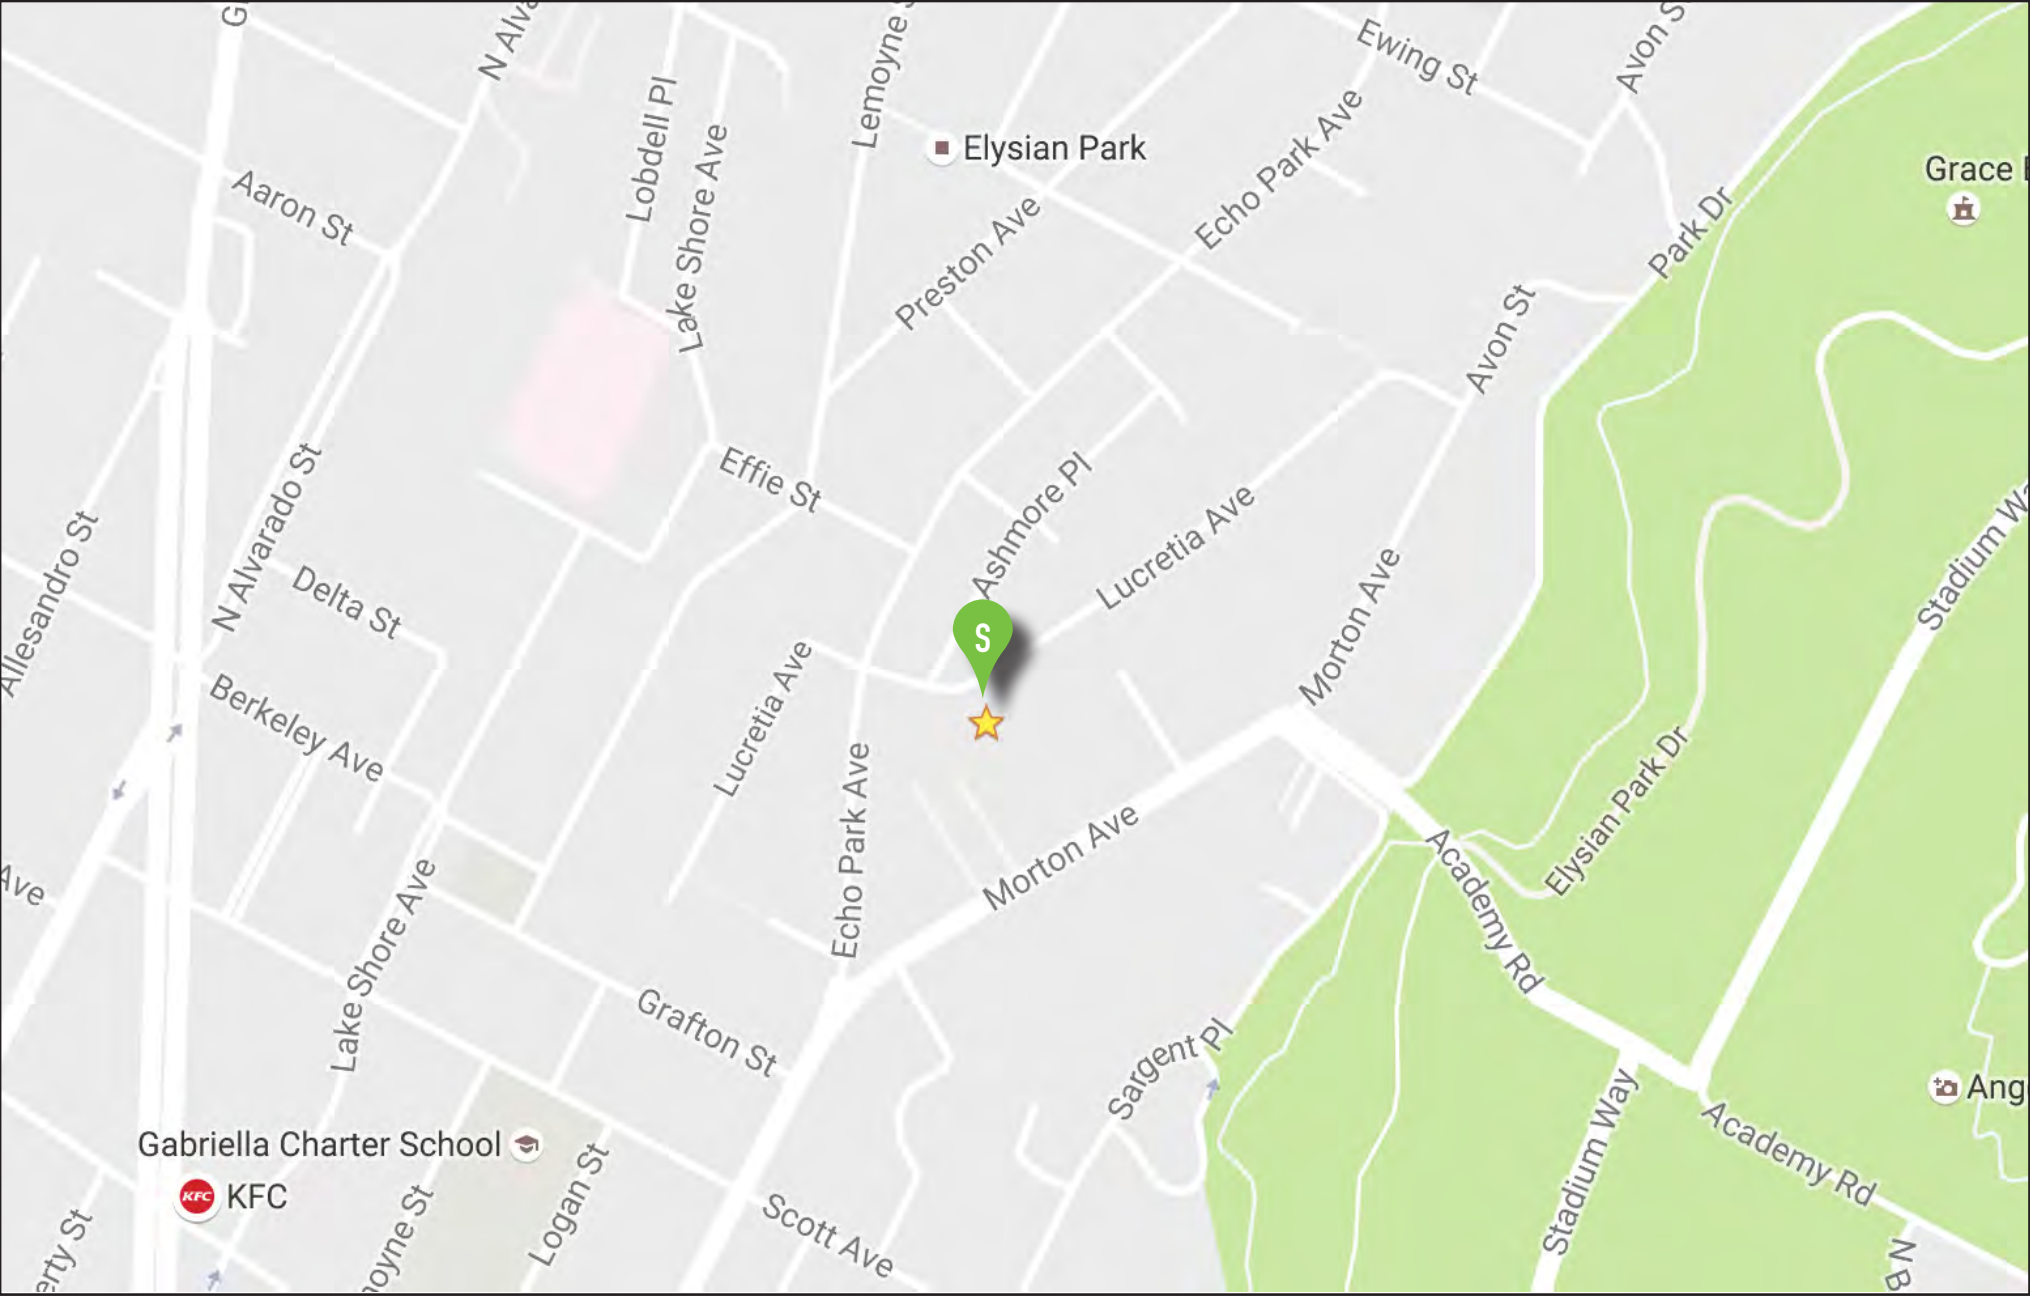 G
N Alva
Lemoyne S
Ewing St
Avon S
Lobdell Pl
Lake Shore Ave
Elysian Park
Echo Park Ave
Grace
Aaron St
Preston Ave
Park Dr
Avon St
N Alvarado St
Effie St
Ashmore Pl
Lucretia Ave
Stadium Wa
Allesandro St
Delta St
Morton Ave
S
Berkeley Ave
Lucretia Ave
Echo Park Ave
Elysian Park Dr
Morton Ave
Academy Rd
Ave
Lake Shore Ave
Grafton St
Sargent Pl
Stadium Way
Ang
Academy Rd
Gabriella Charter School
KFC
KFC
Logan St
Scott Ave
erty St
moyne St
N B